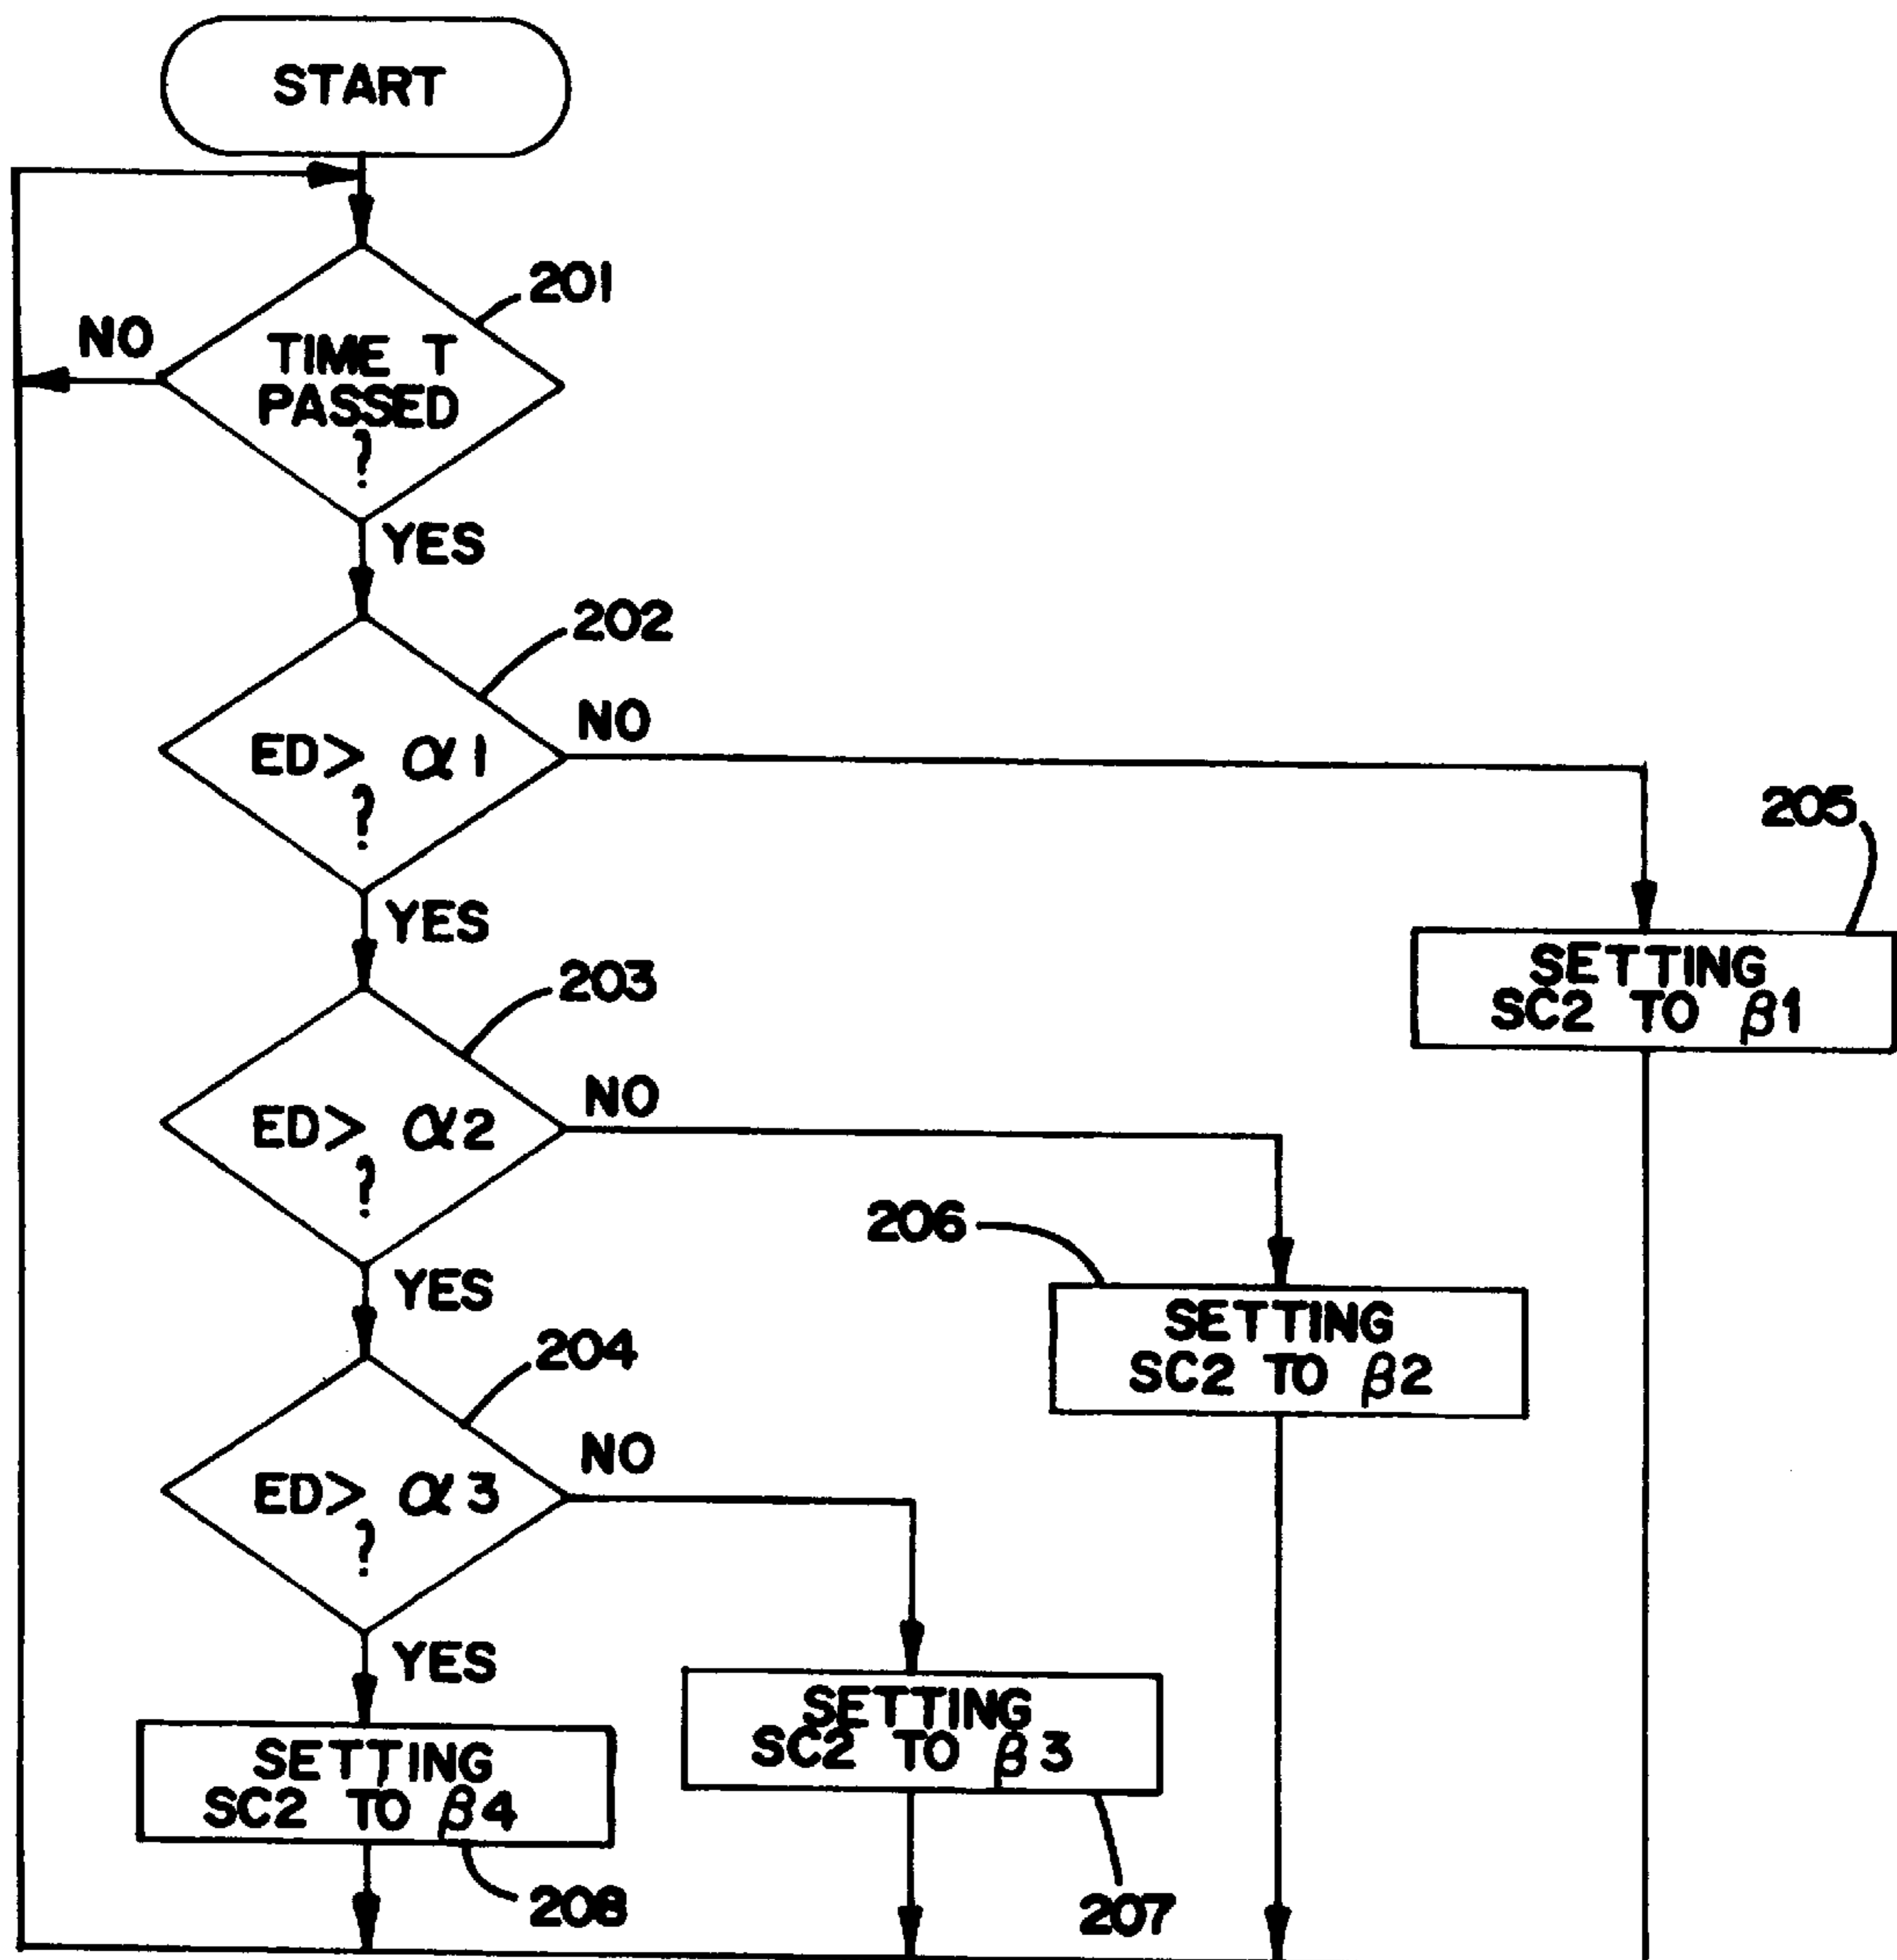 START
201
NO
TIME T
PASSED
?
YES
202
ED> α1
?
NO
205
YES
SETTING
SC2 TO β1
203
ED> α2
?
NO
206
YES
SETTING
SC2 TO β2
204
ED> α3
?
NO
YES
SETTING
SC2 TO β3
SETTING
SC2 TO β4
208
207